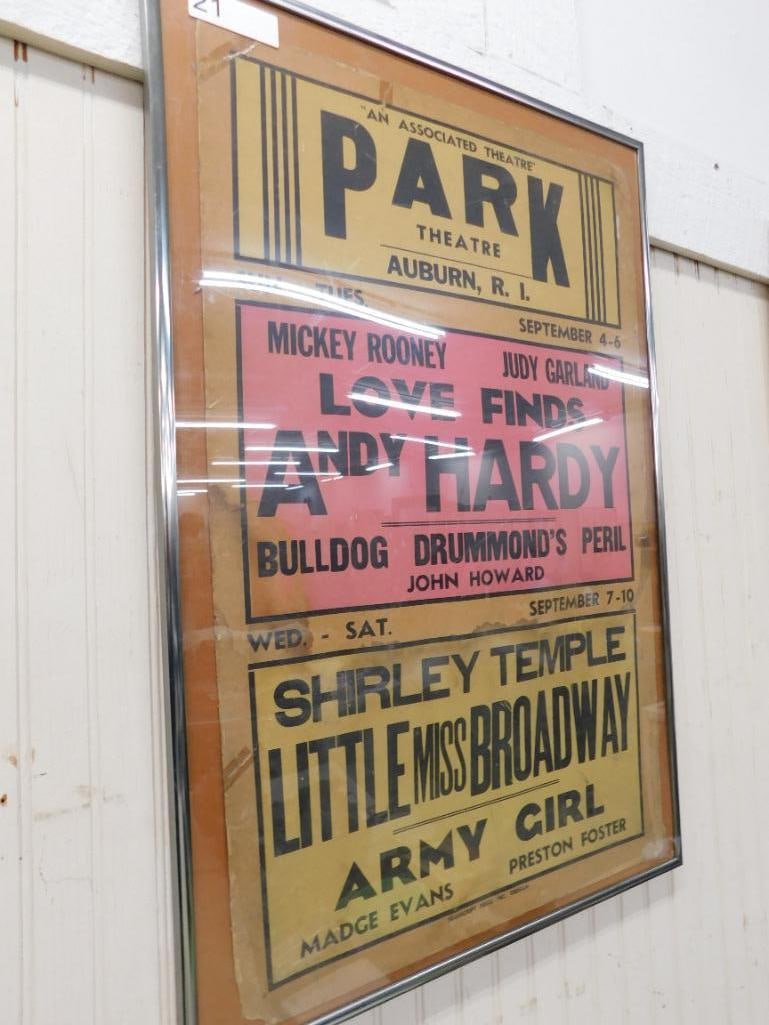 21
"AN ASSOCIATED THEATRE"
PARK
THEATRE
AUBURN, R. I.
SUN. - TUES.
SEPTEMBER 4-6
MICKEY ROONEY JUDY GARLAND
LOVE FINDS
ANDY HARDY
BULLDOG DRUMMOND'S PERIL
JOHN HOWARD
WED. - SAT.
SEPTEMBER 7-10
SHIRLEY TEMPLE
LITTLE MISS BROADWAY
ARMY GIRL
MADGE EVANS PRESTON FOSTER